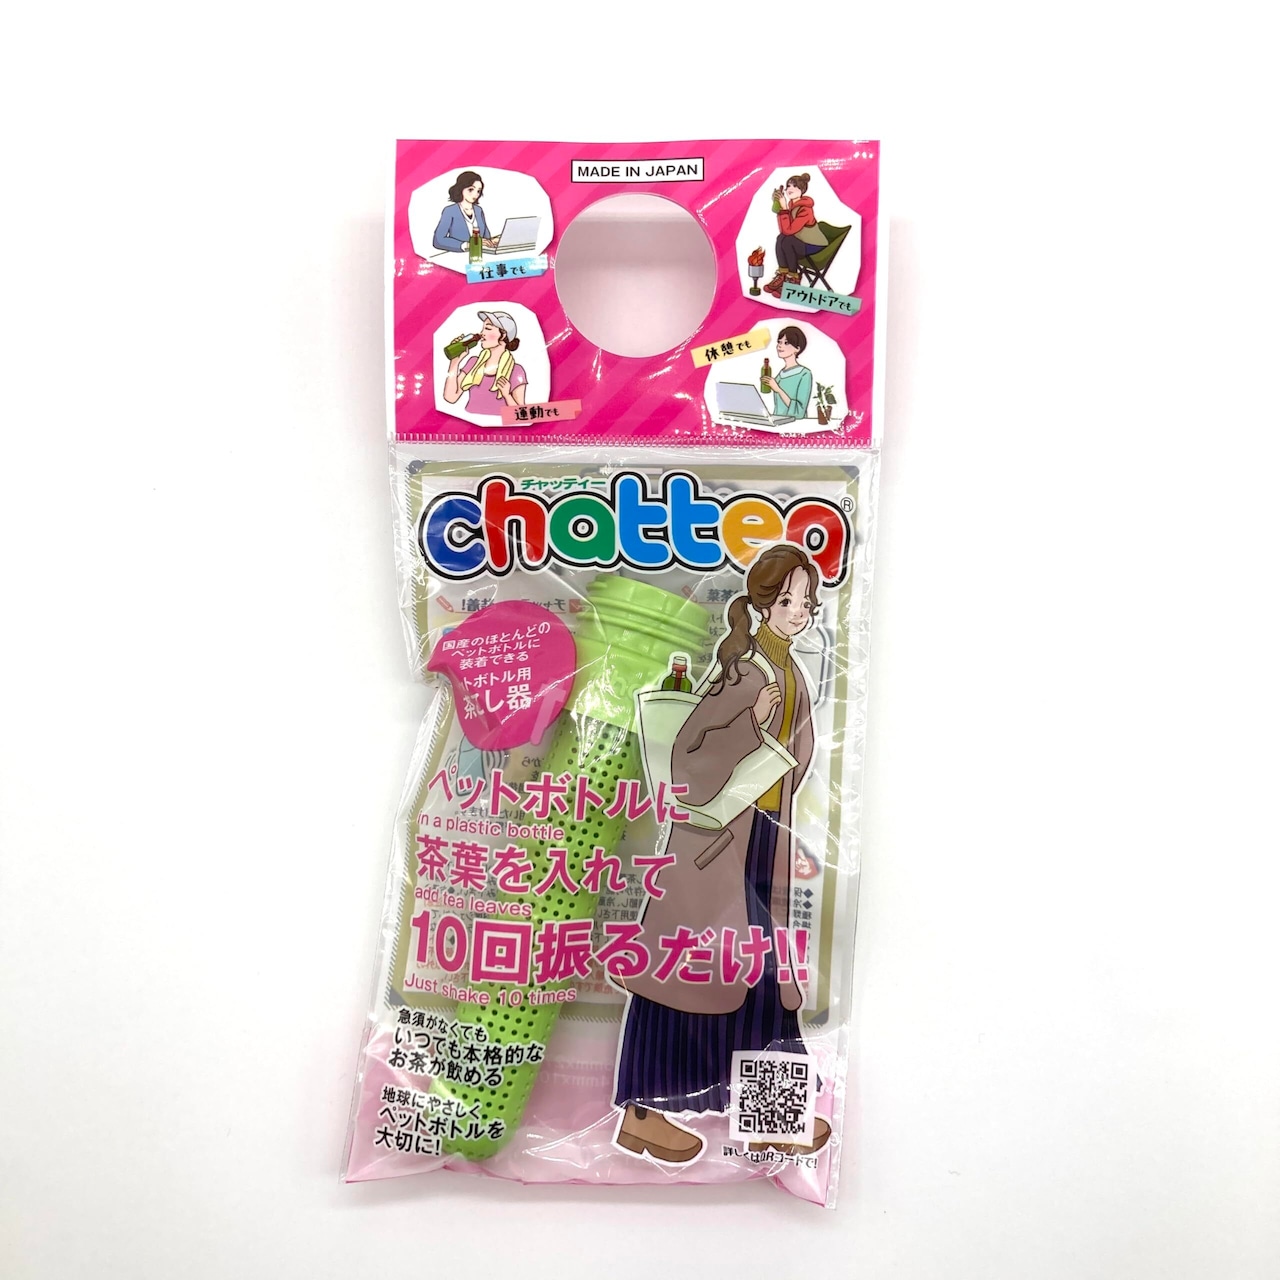 MADE IN JAPAN
仕事でも
アウトドアでも
運動でも
休憩でも
チャッティー
chattea®
国産のほとんどの
ペットボトルに
装着できる
トボトル用
茶こし器
ペットボトルに
in a plastic bottle
茶葉を入れて
add tea leaves
10回振るだけ!!
Just shake 10 times
急須がなくても
いつでも本格的な
お茶が飲める
地球にやさしく
ペットボトルを
大切に!
詳しくはQRコードで!